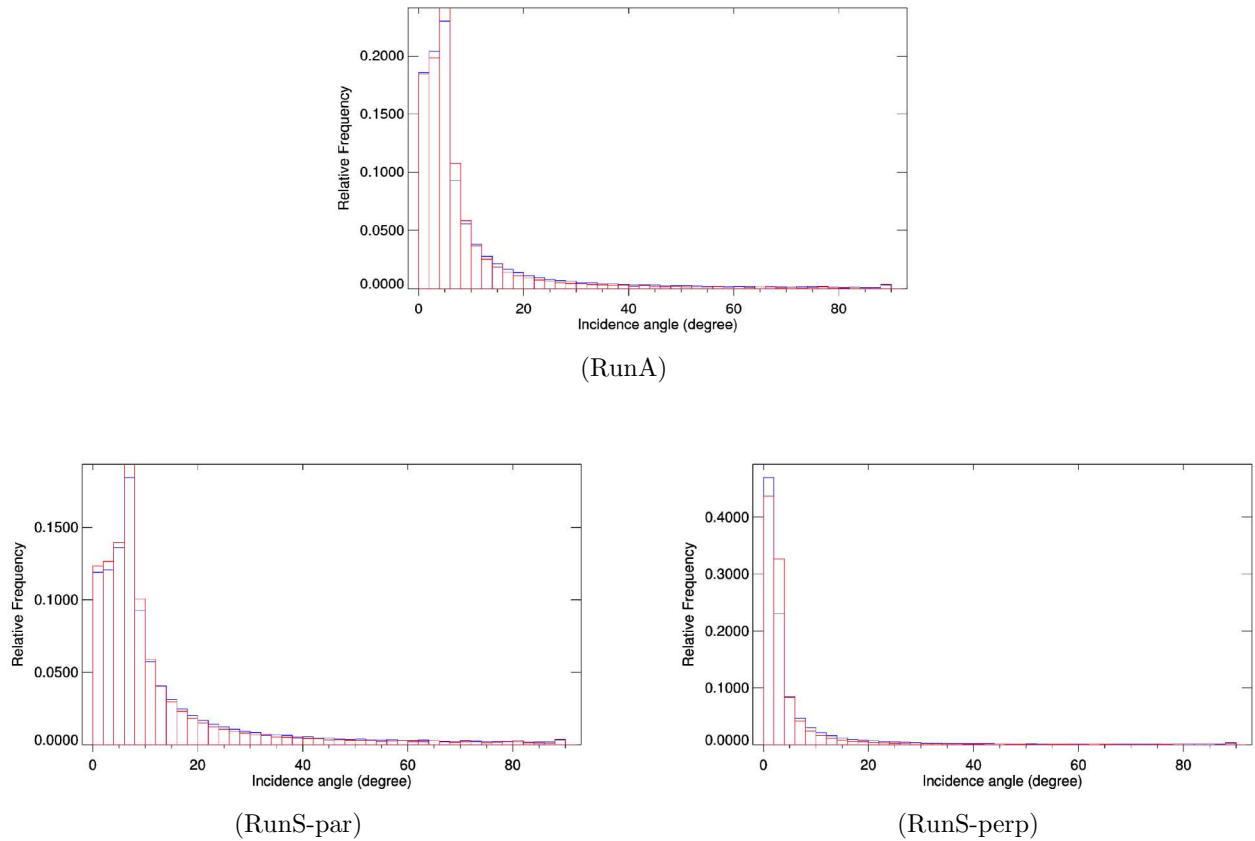 0.2000
0.1500
0.1000
0.0500
0.0000
Relative Frequency
0 20 40 60 80
Incidence angle (degree)
(RunA)
0.1500
0.1000
0.0500
0.0000
Relative Frequency
0 20 40 60 80
Incidence angle (degree)
(RunS-par)
0.4000
0.3000
0.2000
0.1000
0.0000
Relative Frequency
0 20 40 60 80
Incidence angle (degree)
(RunS-perp)